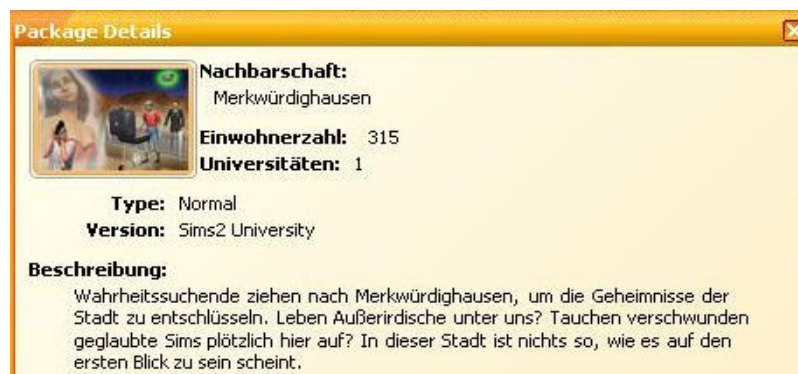 Package Details
Nachbarschaft:
Merkwürdighausen
Einwohnerzahl: 315
Universitäten: 1
Type: Normal
Version: Sims2 University
Beschreibung:
Wahrheitssuchende ziehen nach Merkwürdighausen, um die Geheimnisse der
Stadt zu entschlüsseln. Leben Außerirdische unter uns? Tauchen verschwunden
geglaubte Sims plötzlich hier auf? In dieser Stadt ist nichts so, wie es auf den
ersten Blick zu sein scheint.